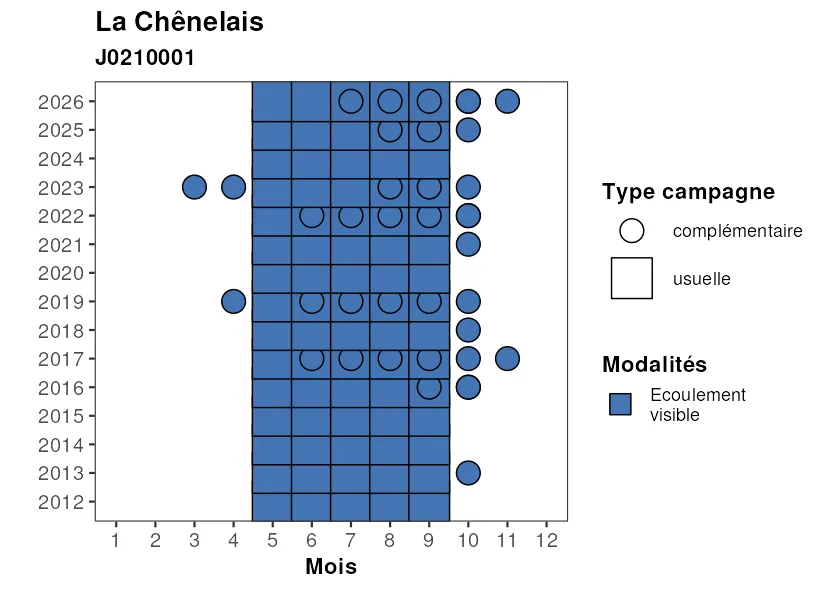 La Chênelais
J0210001
2026
2025
2024
2023
2022
2021
2020
2019
2018
2017
2016
2015
2014
2013
2012
1 2 3 4 5 6 7 8 9 10 11 12
Mois
Type campagne
complémentaire
usuelle
Modalités
Ecoulement
visible